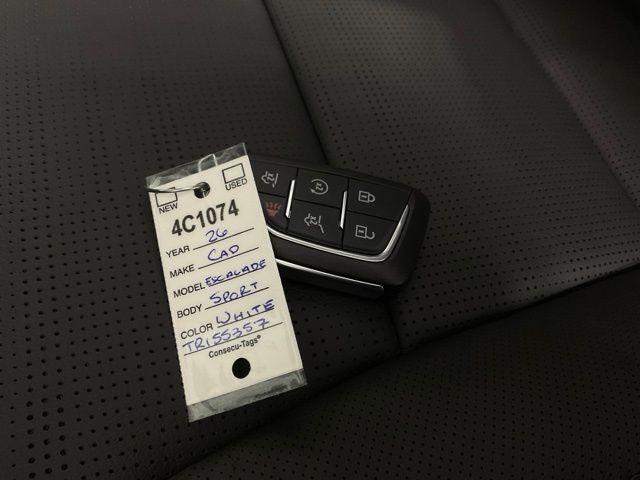 NEW USED
4C1074
YEAR 26
MAKE CAD
MODEL ESCALADE
BODY SPORT
COLOR WHITE
TR155357
Consecu-Tags®